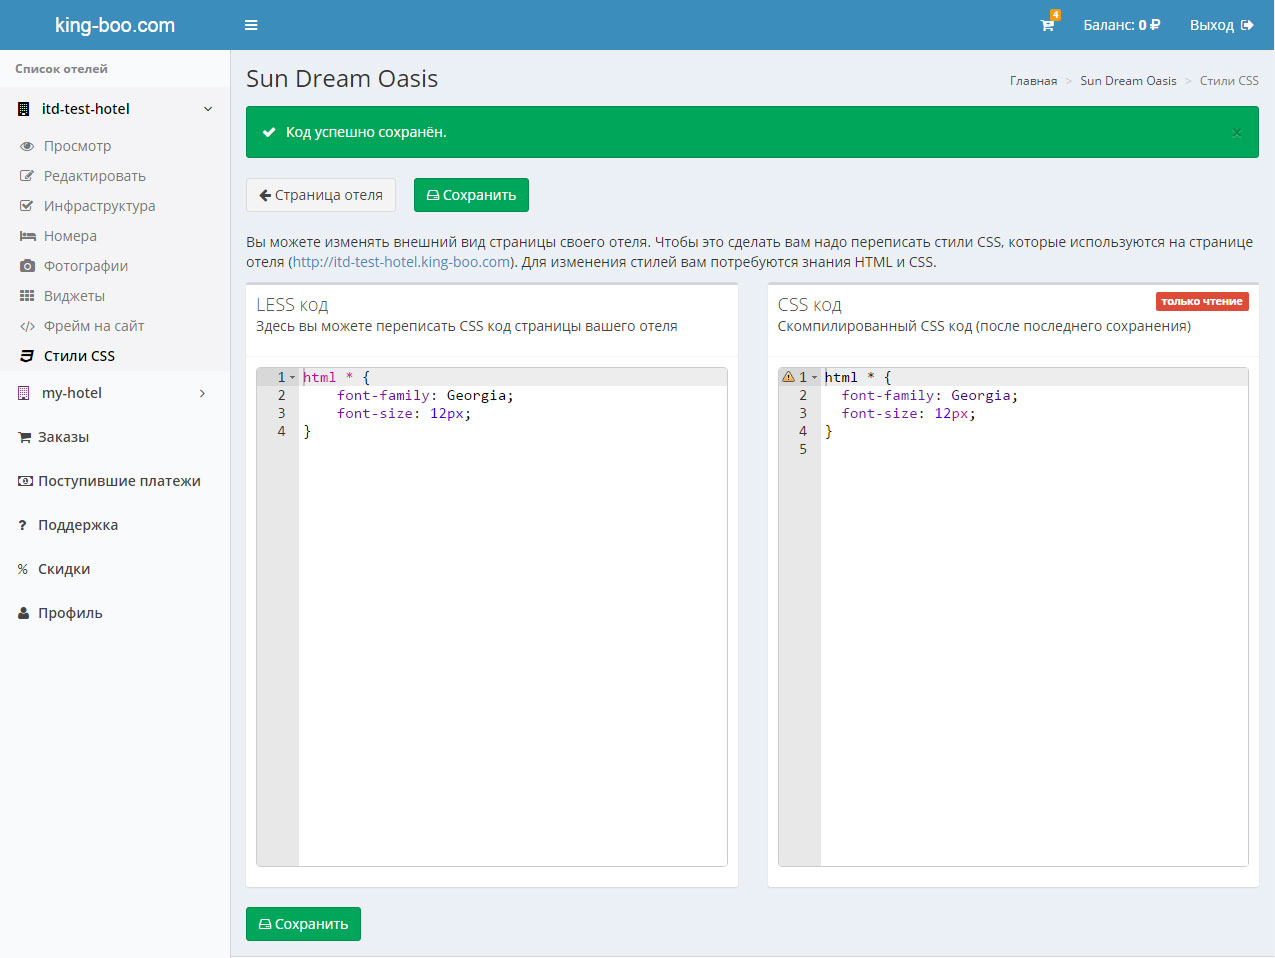 king-boo.com
4
Баланс: 0 ₽
Выход
Список отелей
itd-test-hotel
Просмотр
Редактировать
Инфраструктура
Номера
Фотографии
Виджеты
Фрейм на сайт
Стили CSS
my-hotel
Заказы
Поступившие платежи
Поддержка
Скидки
Профиль
Sun Dream Oasis
Главная > Sun Dream Oasis > Стили CSS
Код успешно сохранён.
×
Страница отеля
Сохранить
Вы можете изменять внешний вид страницы своего отеля. Чтобы это сделать вам надо переписать стили CSS, которые используются на странице
отеля (http://itd-test-hotel.king-boo.com). Для изменения стилей вам потребуются знания HTML и CSS.
LESS код
Здесь вы можете переписать CSS код страницы вашего отеля
1 html * {
2 font-family: Georgia;
3 font-size: 12px;
4 }
CSS код
только чтение
Скомпилированный CSS код (после последнего сохранения)
1 html * {
2 font-family: Georgia;
3 font-size: 12px;
4 }
5
Сохранить